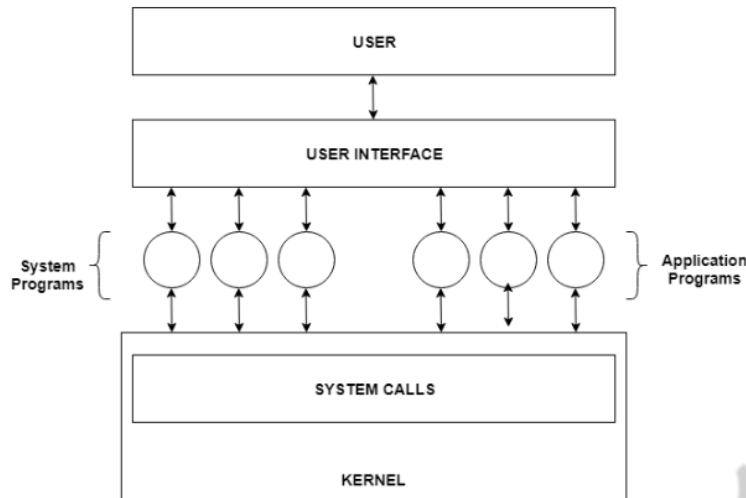 USER
USER INTERFACE
System
Programs
Application
Programs
SYSTEM CALLS
KERNEL